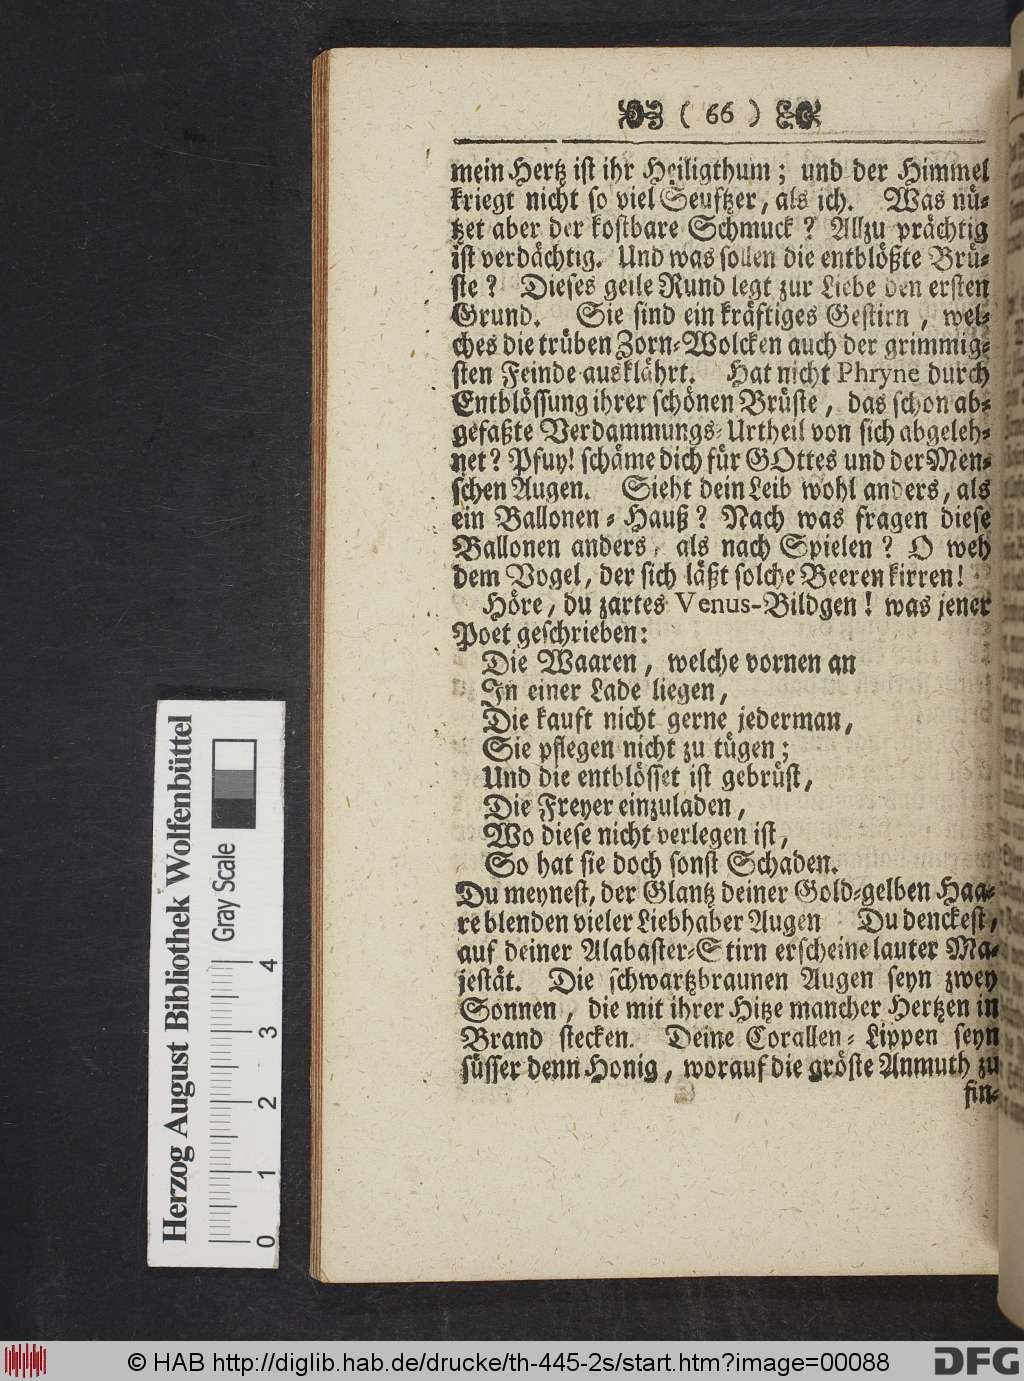 ( 66 )
mein Hertz ist ihr Heiligthum; und der Himmel
kriegt nicht so viel Seuftzer, als ich. Was nü-
tzet aber der kostbare Schmuck? Allzu prächtig
ist verdächtig. Und was sollen die entblößte Brü-
ste? Dieses geile Rund legt zur Liebe den ersten
Grund. Sie sind ein kräftiges Gestirn, wel-
ches die trüben Zorn-Wolcken auch der grimmig-
sten Feinde ausklährt. Hat nicht Phryne durch
Entblössung ihrer schönen Brüste, das schon ab-
gefaßte Verdammungs-Urtheil von sich abgeleh-
net? Pfuy! schäme dich für GOttes und der Men-
schen Augen. Sieht dein Leib wohl anders, als
ein Ballonen-Hauß? Nach was fragen diese
Ballonen anders, als nach Spielen? O weh
dem Vogel, der sich läßt solche Beeren kirren!
Höre, du zartes Venus-Bildgen! was jener
Poet geschrieben:
Die Waaren, welche vornen an
In einer Lade liegen,
Die kauft nicht gerne jederman,
Sie pflegen nicht zu tügen;
Und die entblösset ist gebrüst,
Die Freyer einzuladen,
Wo diese nicht verlegen ist,
So hat sie doch sonst Schaden.
Du meynest, der Glantz deiner Gold-gelben Haa-
re blenden vieler Liebhaber Augen Du denckest,
auf deiner Alabaster-Stirn erscheine lauter Ma-
jestät. Die schwartzbraunen Augen seyn zwey
Sonnen, die mit ihrer Hitze mancher Hertzen in
Brand stecken. Deine Corallen-Lippen seyn
süsser denn Honig, worauf die gröste Anmuth zu
fin-
Herzog August Bibliothek Wolfenbüttel
Gray Scale
0 1 2 3 4
© HAB http://diglib.hab.de/drucke/th-445-2s/start.htm?image=00088
DFG